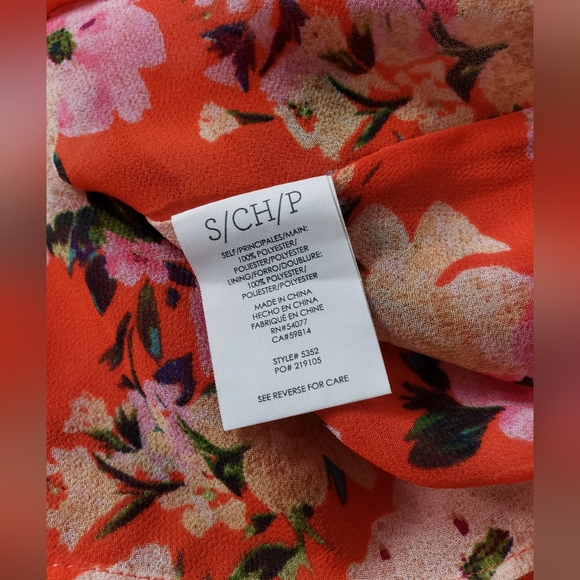 S/CH/P
SELF/PRINCIPALES/MAIN:
100% POLYESTER/
POLIESTER/POLYESTER
LINING/FORRO/DOUBLURE:
100% POLYESTER/
POLIESTER/POLYESTER
MADE IN CHINA
HECHO EN CHINA
FABRIQUÉ EN CHINE
RN#54077
CA#59814
STYLE# 5352
PO# 219105
SEE REVERSE FOR CARE